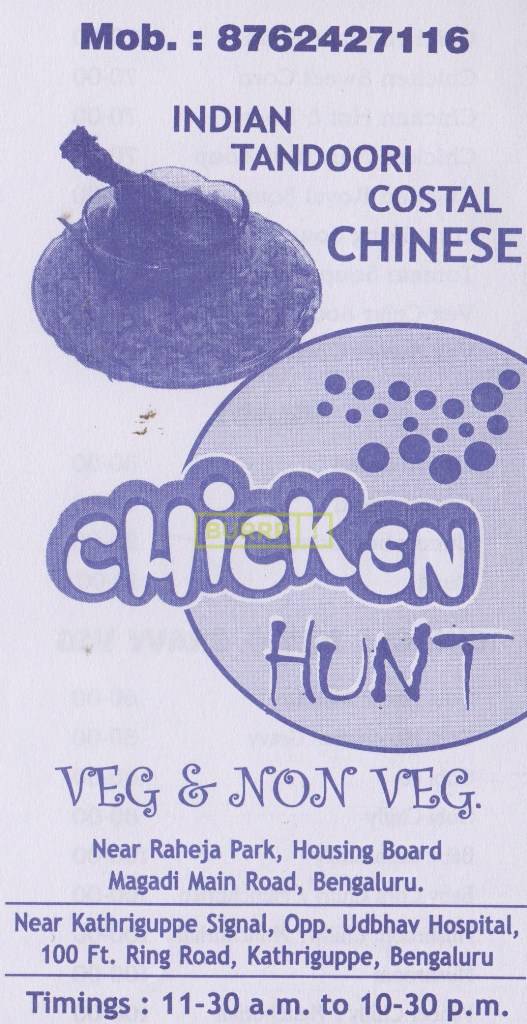 Mob. : 8762427116
INDIAN
TANDOORI
COSTAL
CHINESE
CHiCKEN
BURRP
HUNT
VEG & NON VEG.
Near Raheja Park, Housing Board
Magadi Main Road, Bengaluru.
Near Kathriguppe Signal, Opp. Udbhav Hospital,
100 Ft. Ring Road, Kathriguppe, Bengaluru
Timings : 11-30 a.m. to 10-30 p.m.